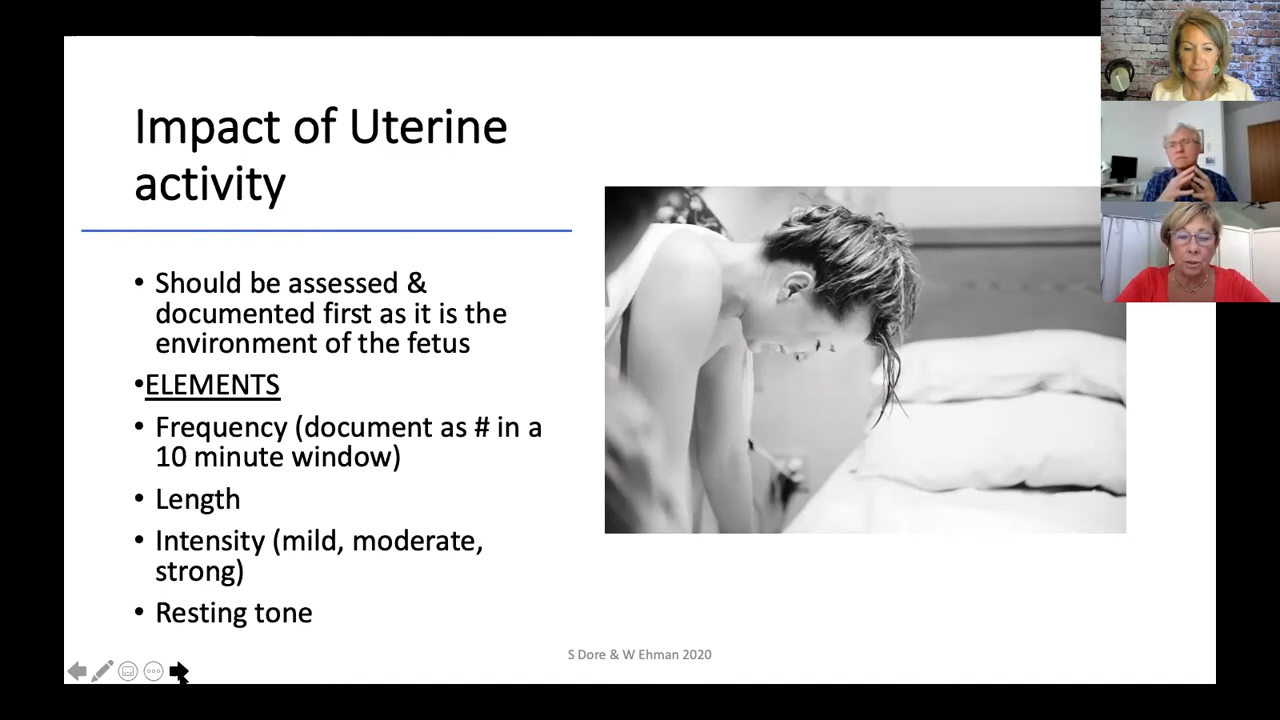 Impact of Uterine
activity
• Should be assessed &
documented first as it is the
environment of the fetus
•ELEMENTS
• Frequency (document as # in a
10 minute window)
• Length
• Intensity (mild, moderate,
strong)
• Resting tone
S Dore & W Ehman 2020